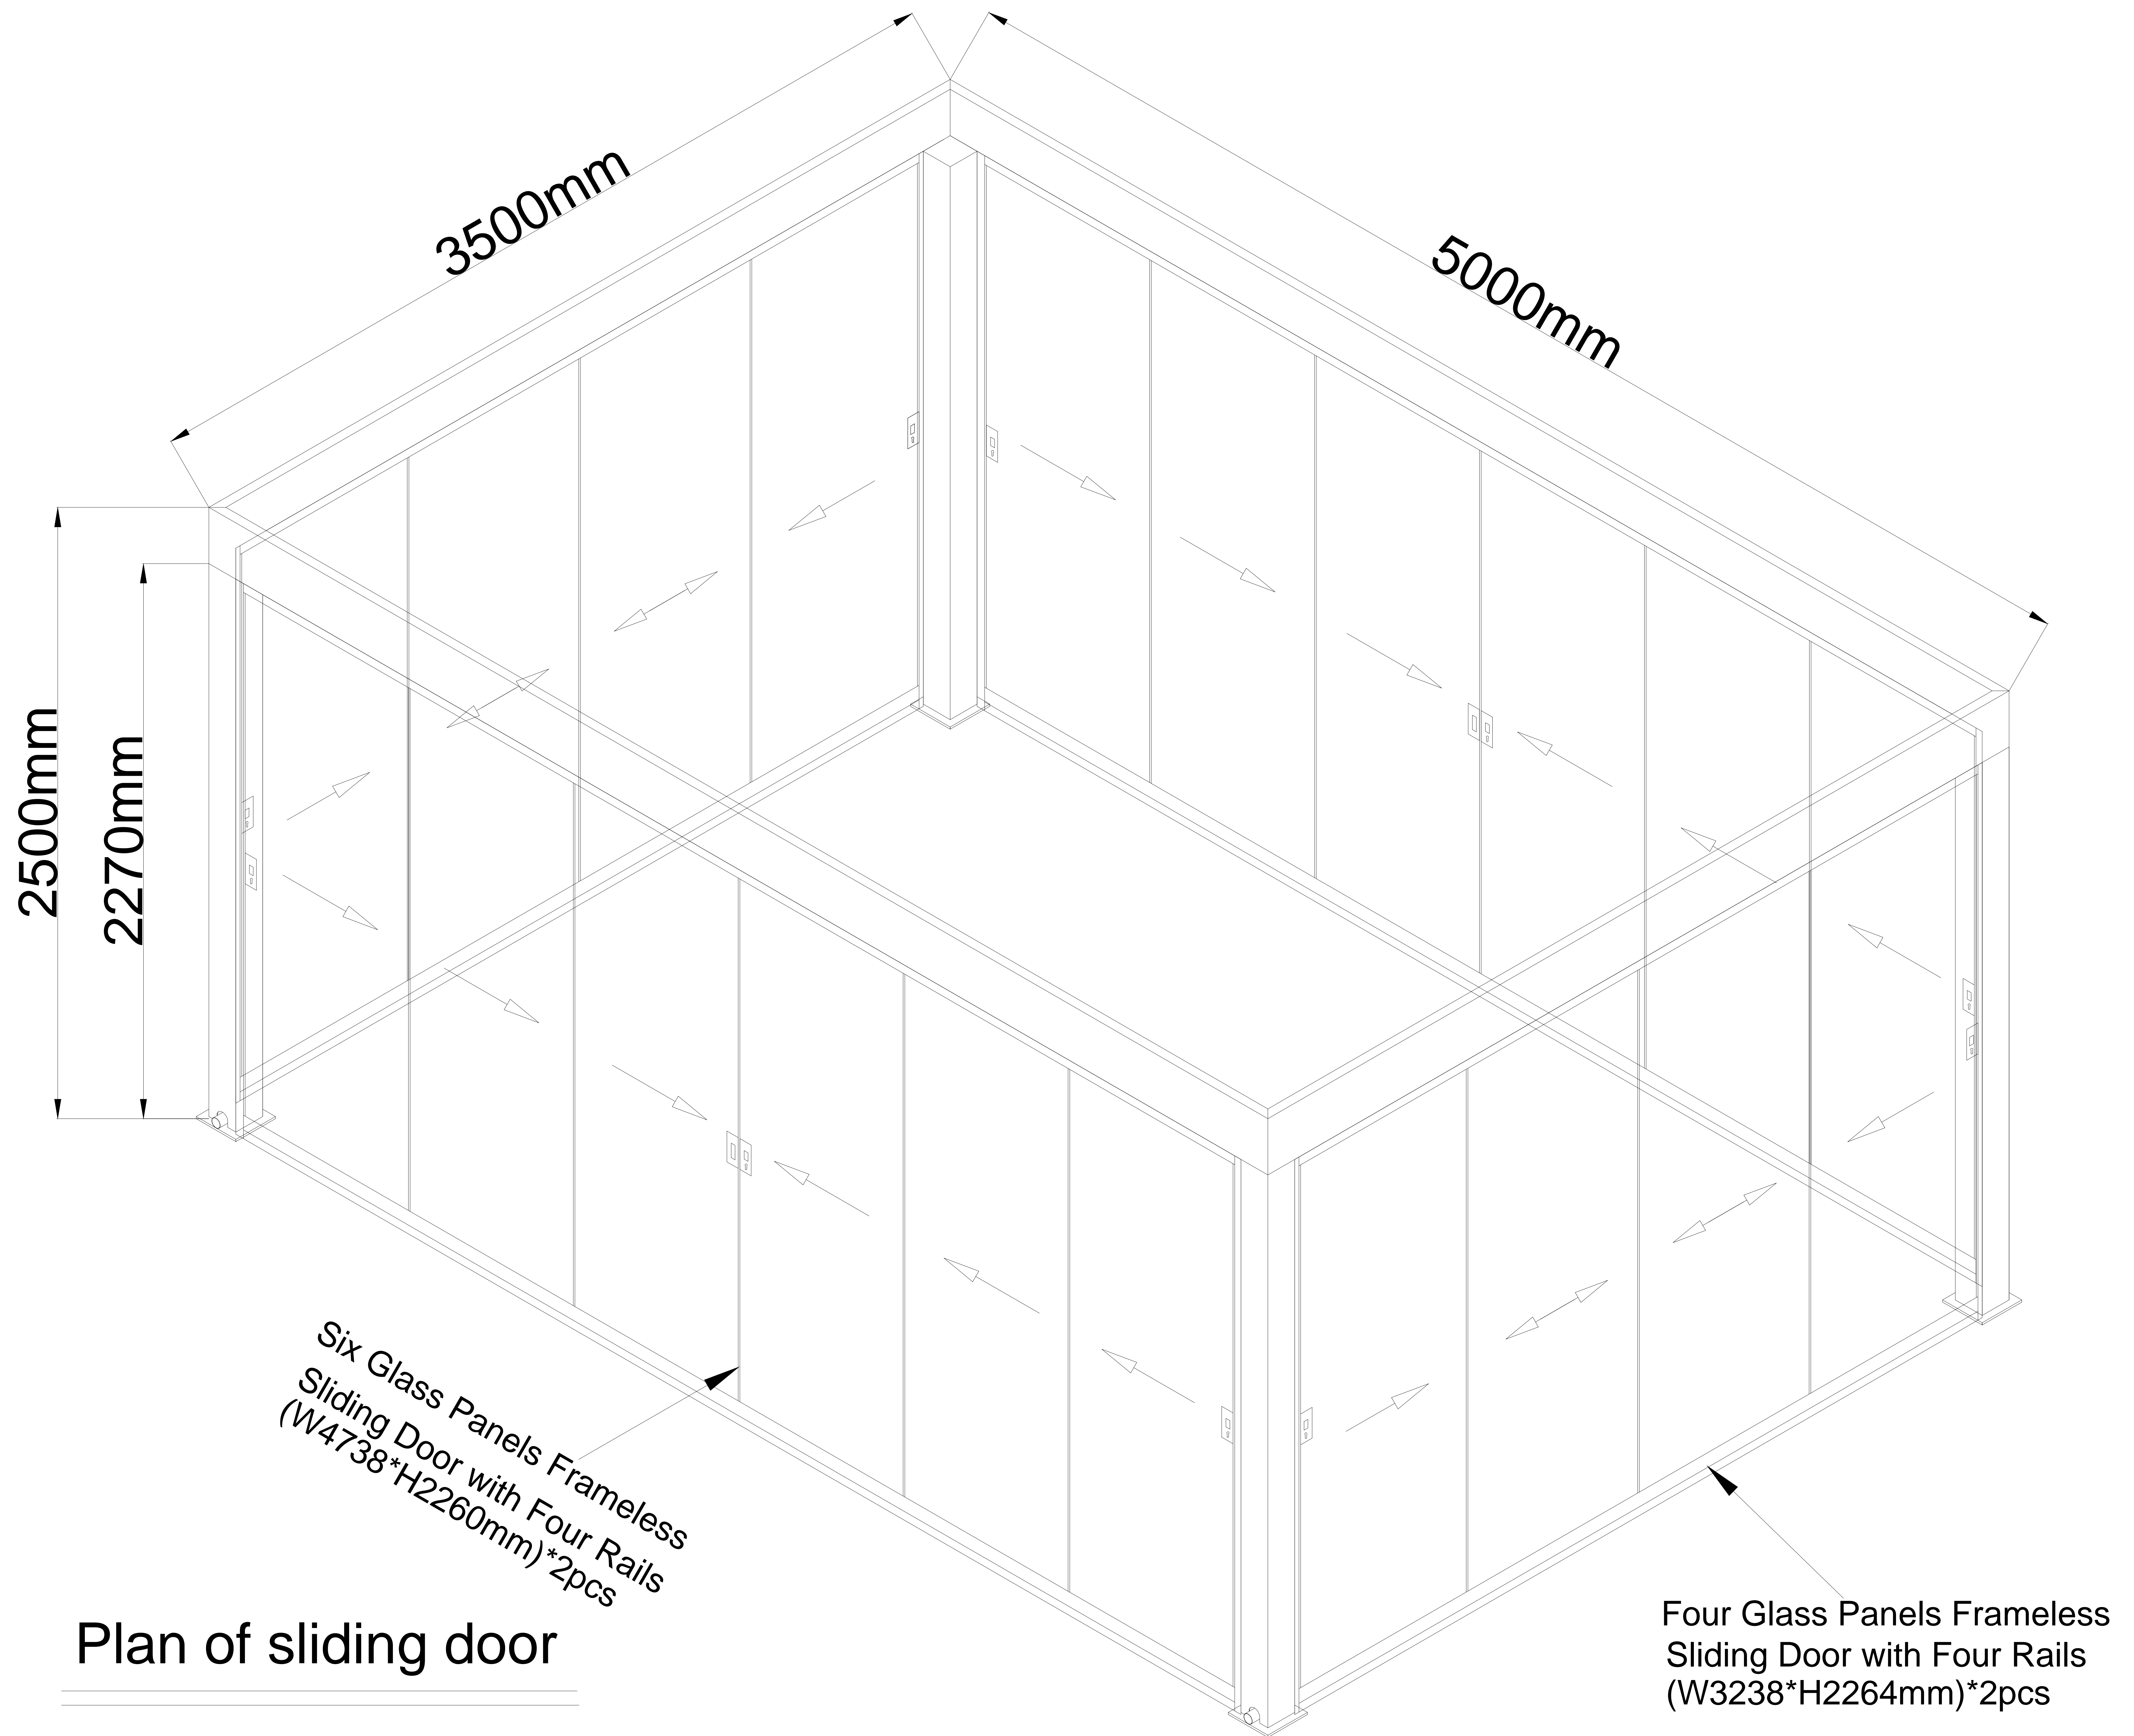 3500mm
5000mm
2500mm
2270mm
Six Glass Panels Frameless
Sliding Door with Four Rails
(W4738*H2260mm)*2pcs
Plan of sliding door
Four Glass Panels Frameless
Sliding Door with Four Rails
(W3238*H2264mm)*2pcs